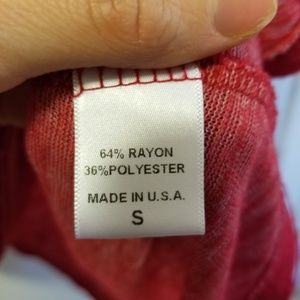 64% RAYON
36%POLYESTER
MADE IN U.S.A.
S